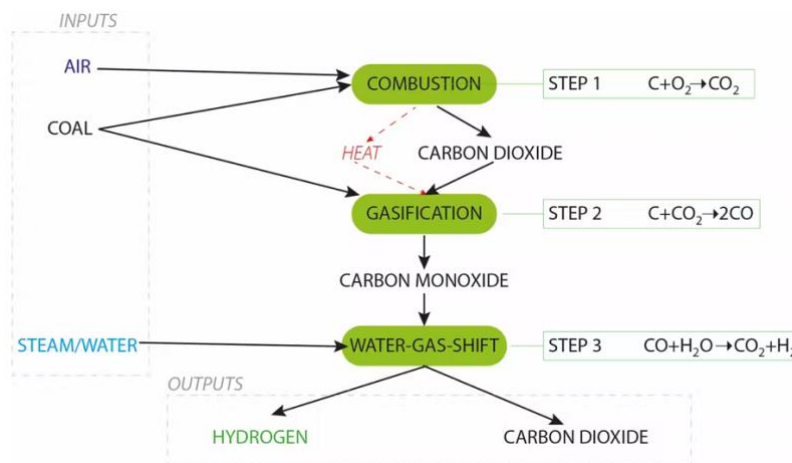 INPUTS
AIR
COMBUSTION
STEP 1 C+O₂→CO₂
COAL
HEAT
CARBON DIOXIDE
GASIFICATION
STEP 2 C+CO₂→2CO
CARBON MONOXIDE
STEAM/WATER
WATER-GAS-SHIFT
STEP 3 CO+H₂O→CO₂+H₂
OUTPUTS
HYDROGEN
CARBON DIOXIDE